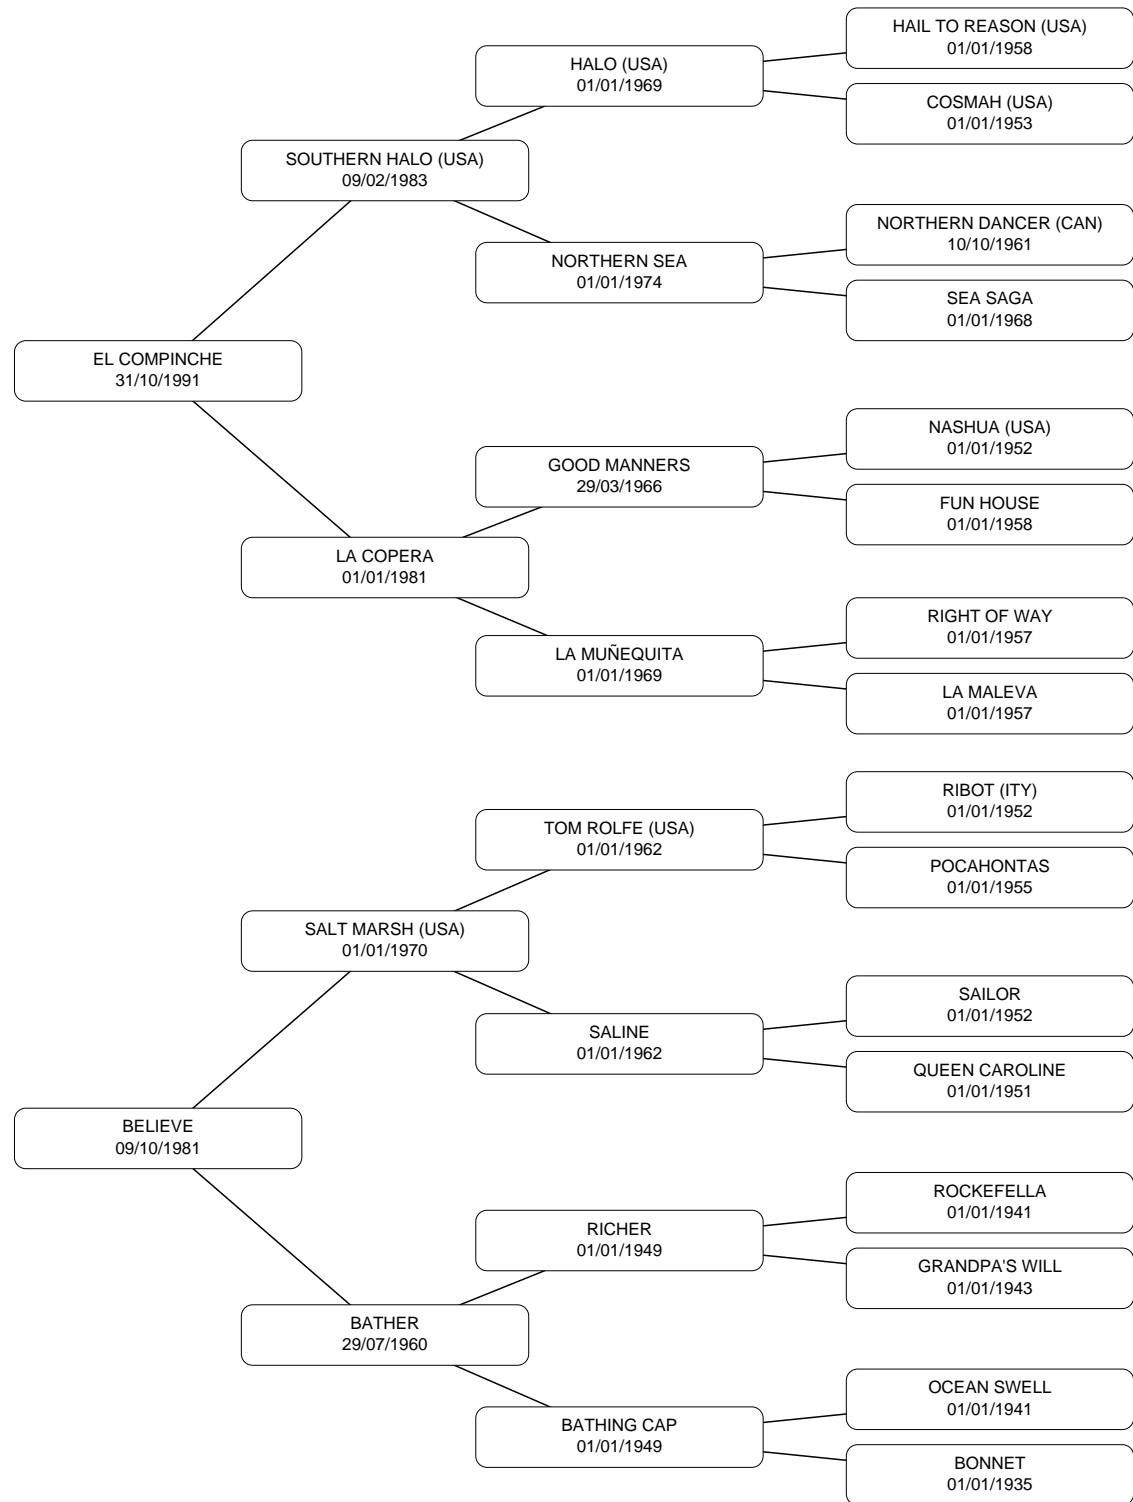 HAIL TO REASON (USA)
01/01/1958
HALO (USA)
01/01/1969
COSMAH (USA)
01/01/1953
SOUTHERN HALO (USA)
09/02/1983
NORTHERN DANCER (CAN)
10/10/1961
NORTHERN SEA
01/01/1974
SEA SAGA
01/01/1968
EL COMPINCHE
31/10/1991
NASHUA (USA)
01/01/1952
GOOD MANNERS
29/03/1966
FUN HOUSE
01/01/1958
LA COPERA
01/01/1981
RIGHT OF WAY
01/01/1957
LA MUÑEQUITA
01/01/1969
LA MALEVA
01/01/1957
RIBOT (ITY)
01/01/1952
TOM ROLFE (USA)
01/01/1962
POCAHONTAS
01/01/1955
SALT MARSH (USA)
01/01/1970
SAILOR
01/01/1952
SALINE
01/01/1962
QUEEN CAROLINE
01/01/1951
BELIEVE
09/10/1981
ROCKEFELLA
01/01/1941
RICHER
01/01/1949
GRANDPA'S WILL
01/01/1943
BATHER
29/07/1960
OCEAN SWELL
01/01/1941
BATHING CAP
01/01/1949
BONNET
01/01/1935